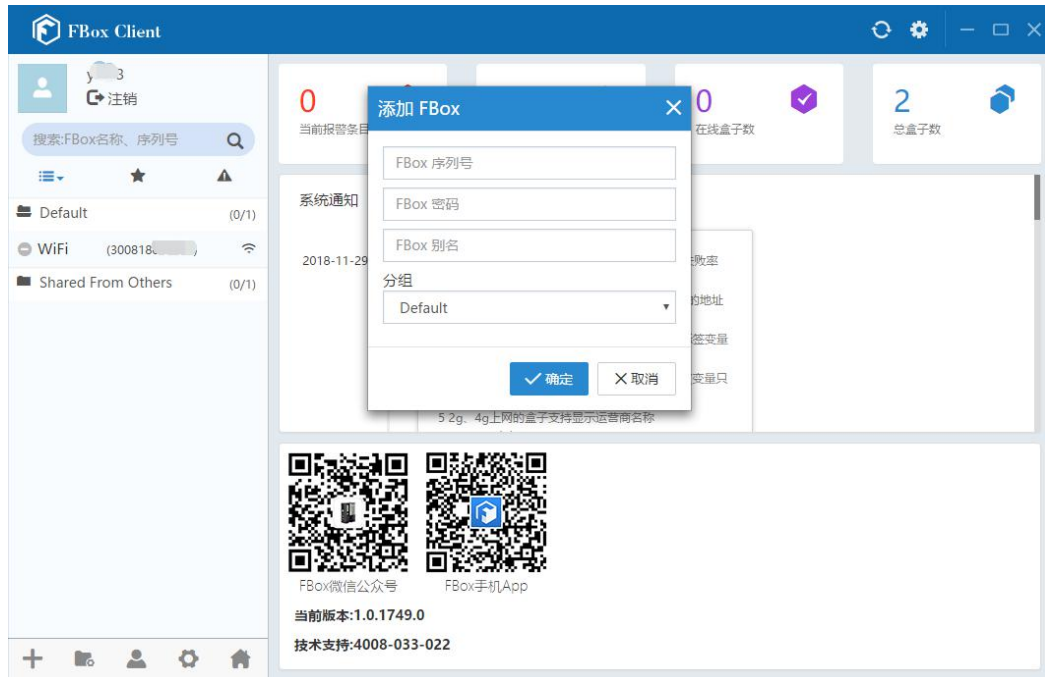 FBox Client
y 3
注销
搜索:FBox名称、序列号
Default (0/1)
WiFi (300818
Shared From Others (0/1)
0
当前报警条目
0
在线盒子数
2
总盒子数
添加 FBox
FBox 序列号
FBox 密码
FBox 别名
分组
Default
确定
取消
系统通知
2018-11-29
败率
的地址
签变量
变量只
5 2g、4g上网的盒子支持显示运营商名称
FBox微信公众号
FBox手机App
当前版本:1.0.1749.0
技术支持:4008-033-022